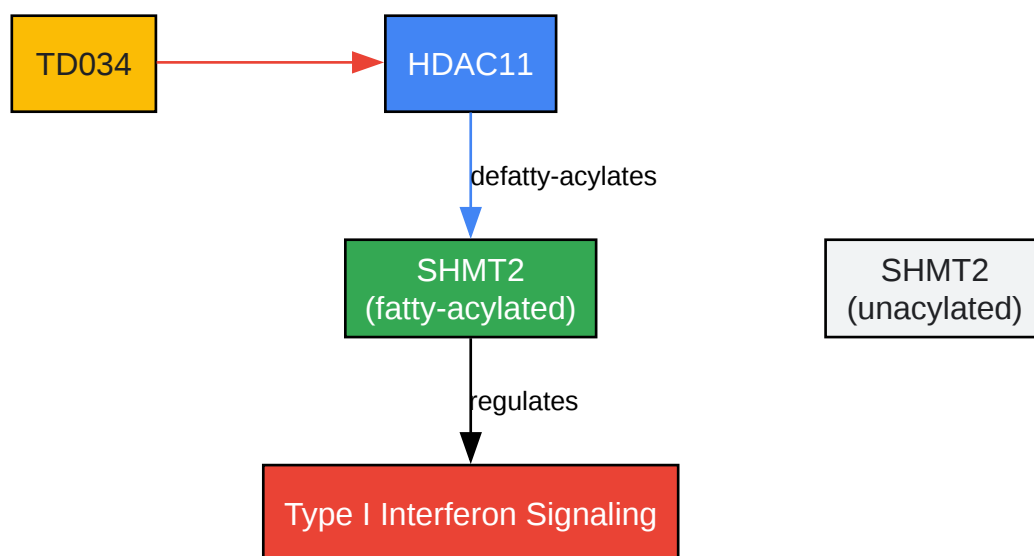 TD034
HDAC11
defatty-acylates
SHMT2
(fatty-acylated)
SHMT2
(unacylated)
regulates
Type I Interferon Signaling